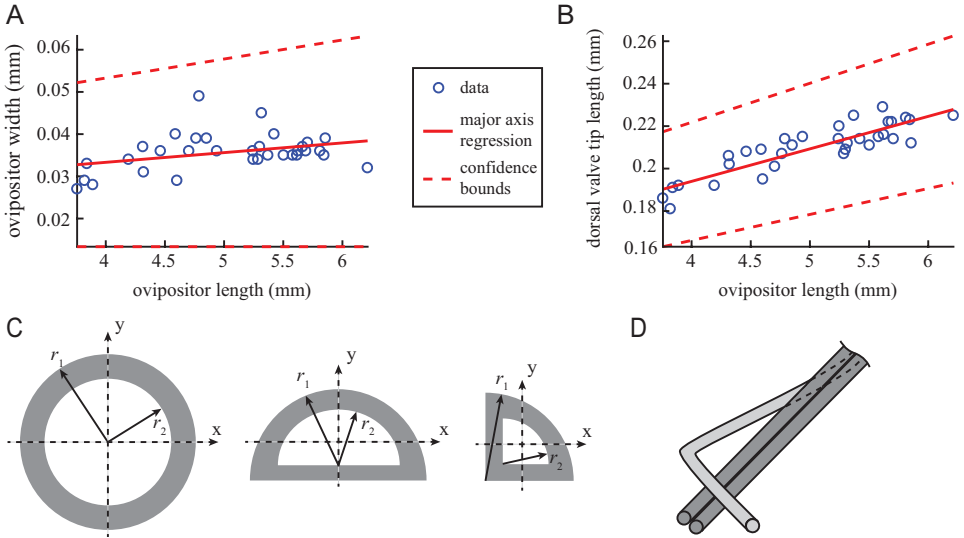 A
0.06
0.05
0.04
0.03
0.02
ovipositor width (mm)
4
4.5
5
5.5
6
ovipositor length (mm)
data
major axis
regression
confidence
bounds
B
0.26
0.24
0.22
0.2
0.18
0.16
dorsal valve tip length (mm)
4
4.5
5
5.5
6
ovipositor length (mm)
C
y
r1
r2
x
y
r1
r2
x
y
r1
r2
x
D